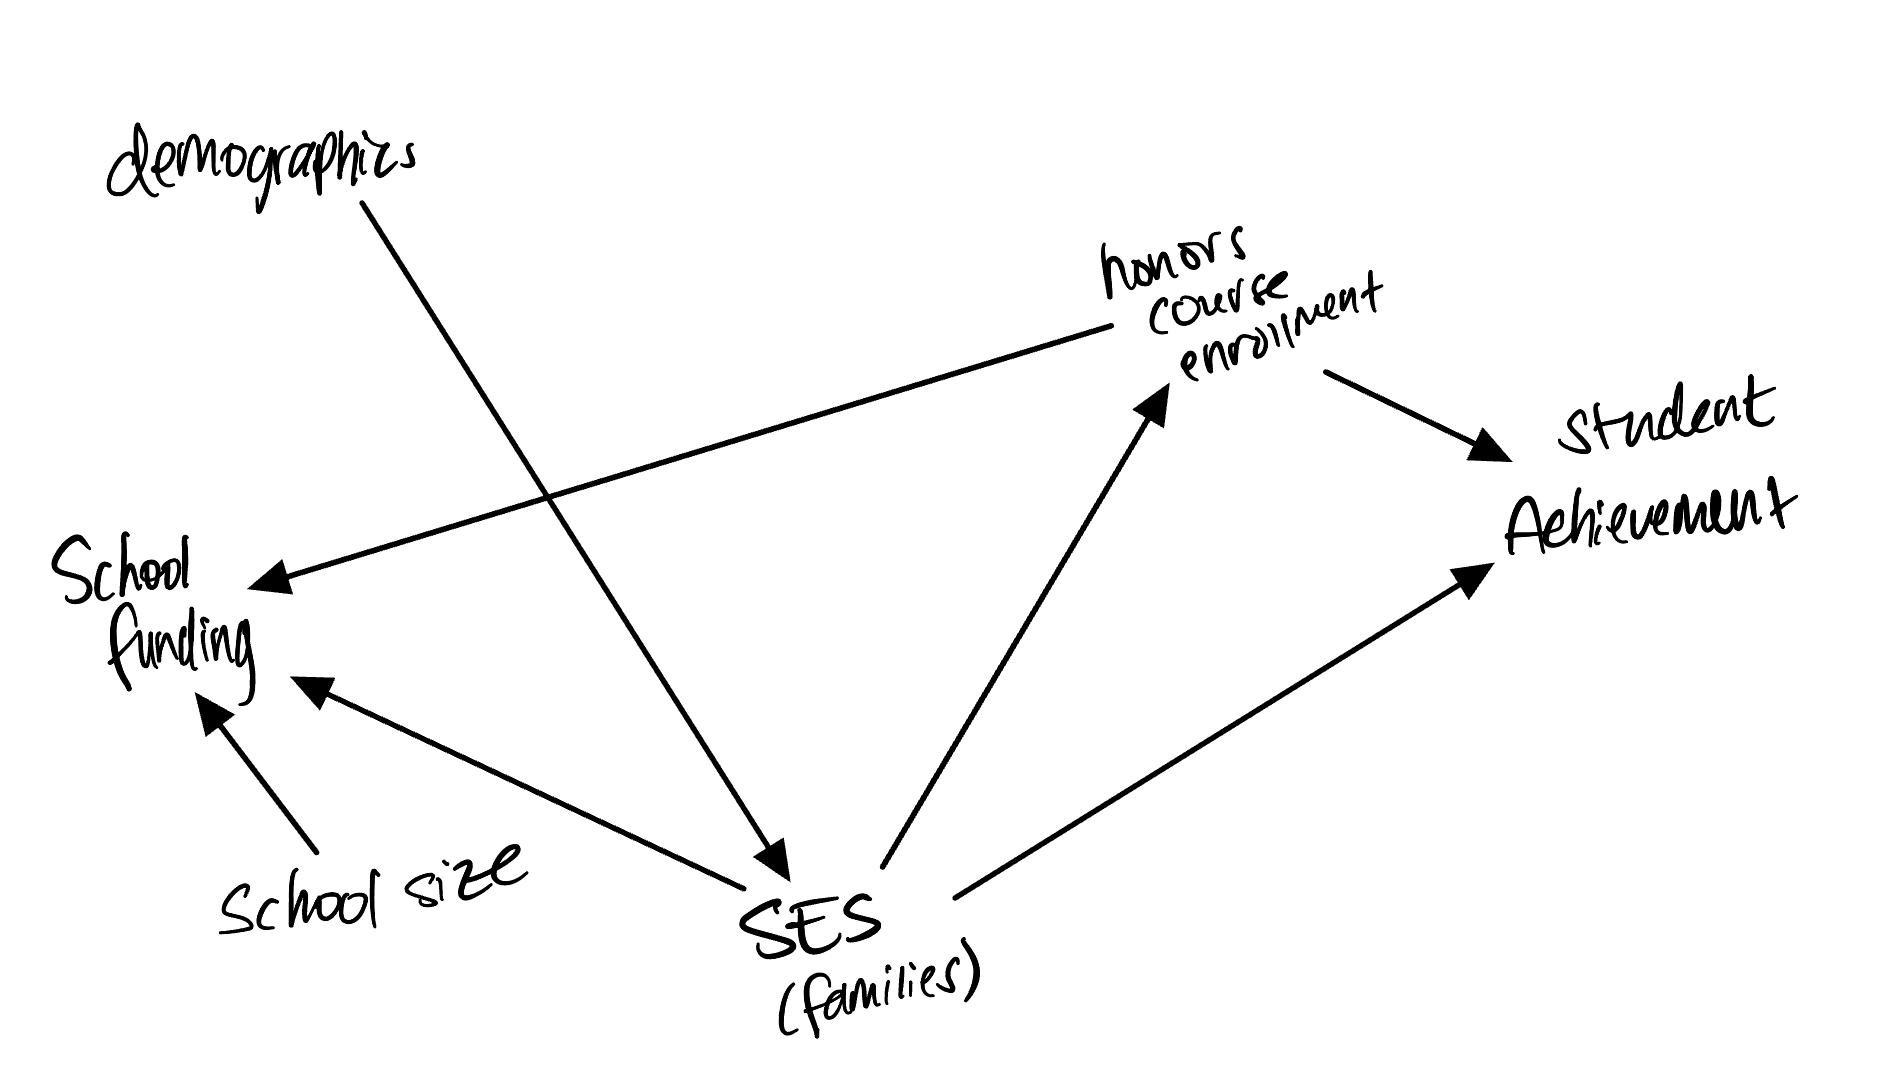 demographics
honors
course
enrollment
student
Achievement
School
funding
School size
SES
(families)